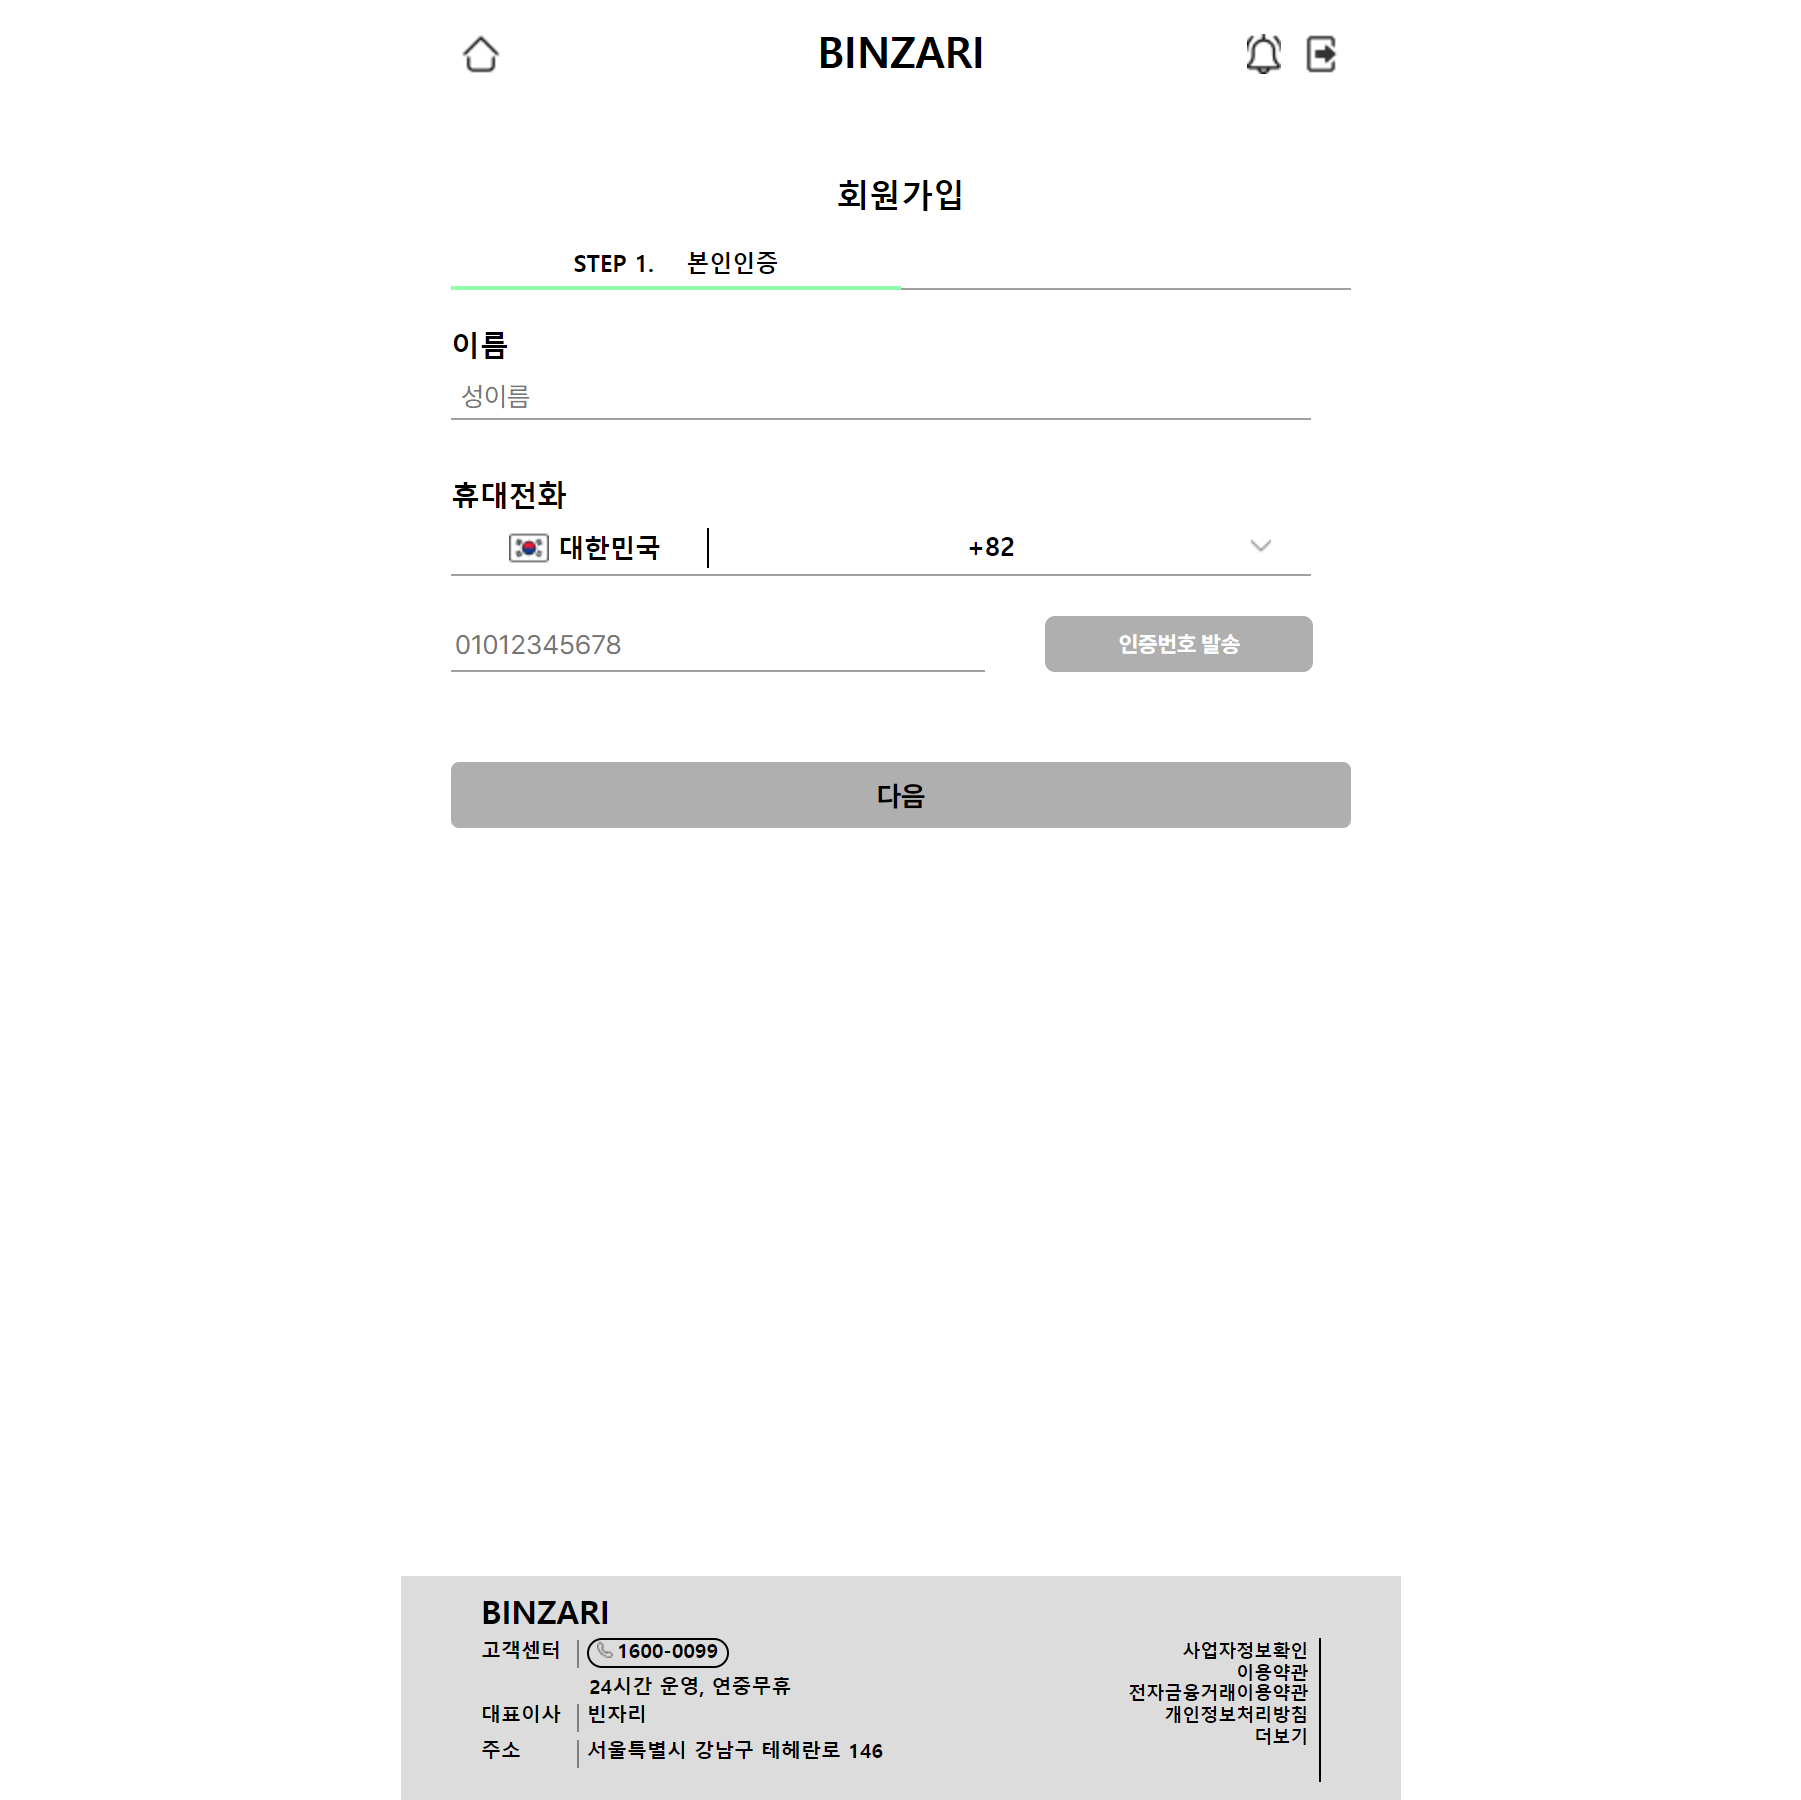 BINZARI
회원가입
STEP 1. 본인인증
이름
성이름
휴대전화
대한민국 +82
01012345678 인증번호 발송
다음
BINZARI
고객센터 1600-0099
24시간 운영, 연중무휴
대표이사 빈자리
주소 서울특별시 강남구 테헤란로 146
사업자정보확인
이용약관
전자금융거래이용약관
개인정보처리방침
더보기